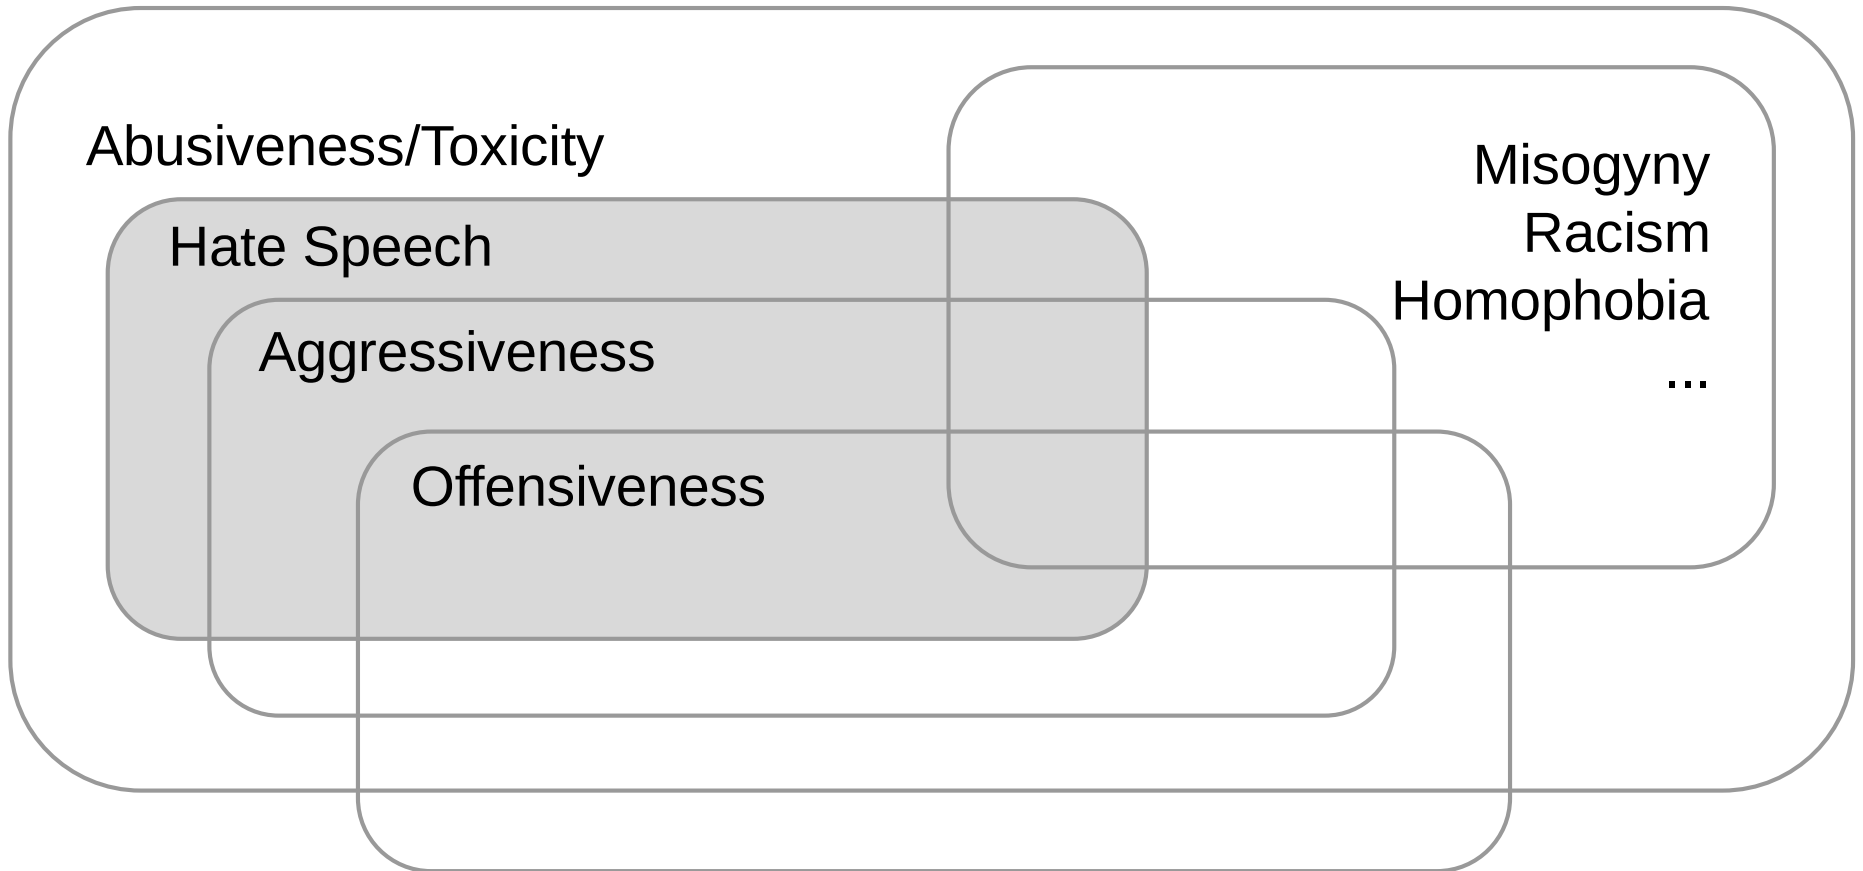 Abusiveness/Toxicity
Hate Speech
Aggressiveness
Offensiveness
Misogyny
Racism
Homophobia
...